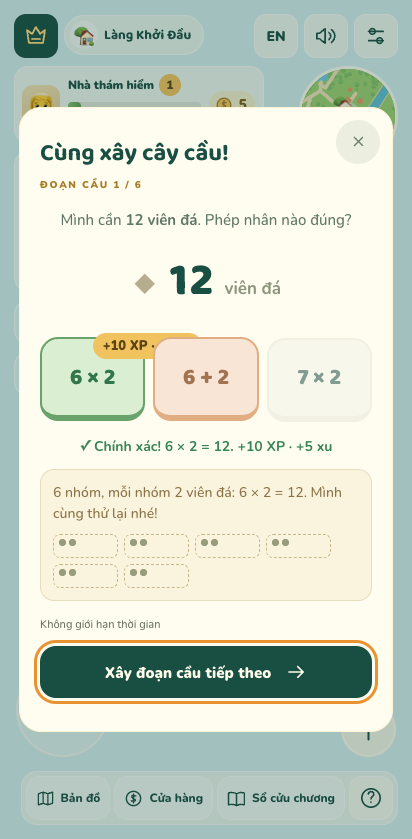 Làng Khởi Đầu
EN
Nhà thám hiểm 1
5
Cùng xây cây cầu!
ĐOẠN CẦU 1 / 6
Mình cần 12 viên đá. Phép nhân nào đúng?
12 viên đá
+10 XP ·
6 × 2
6 + 2
7 × 2
✓ Chính xác! 6 × 2 = 12. +10 XP · +5 xu
6 nhóm, mỗi nhóm 2 viên đá: 6 × 2 = 12. Mình
cùng thử lại nhé!
Không giới hạn thời gian
Xây đoạn cầu tiếp theo →
Bản đồ
Cửa hàng
Sổ cửu chương